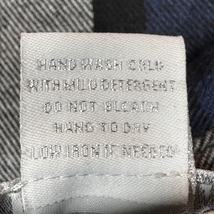 HAND WASH COLD
WITH MILD DETERGENT
DO NOT BLEACH
HANG TO DRY
LOW IRON IF NEEDED